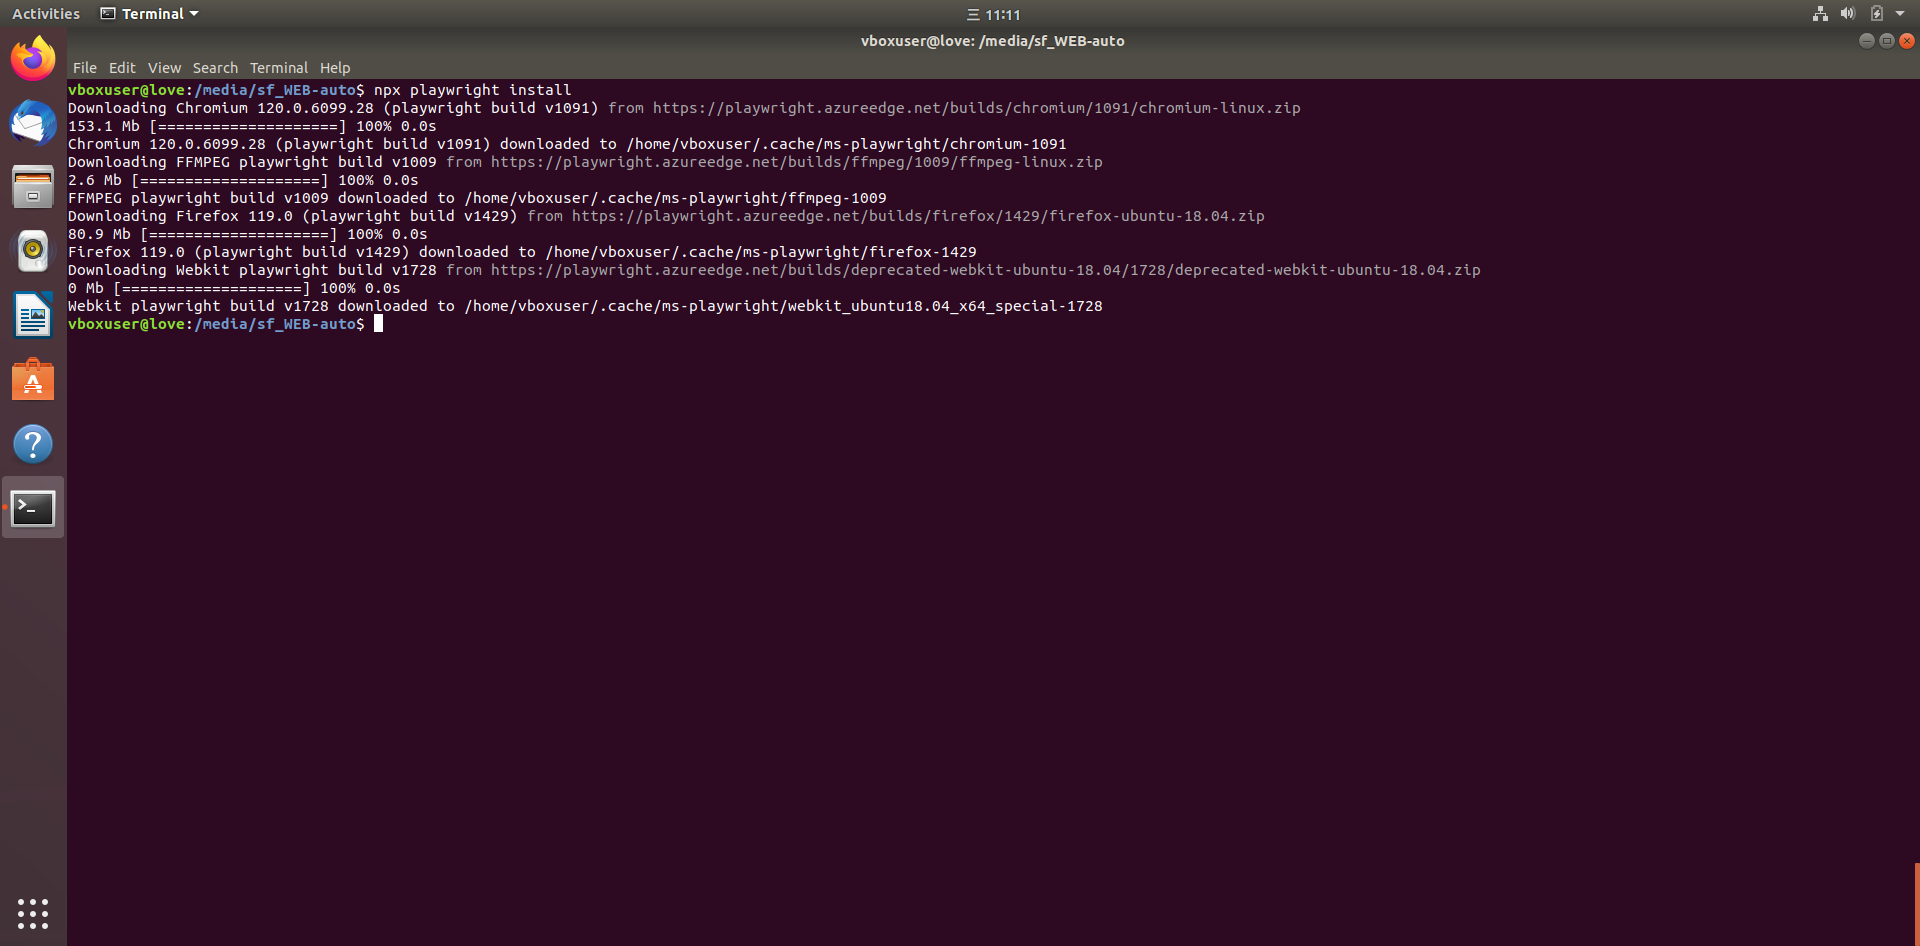 Activities Terminal 三 11:11
vboxuser@love: /media/sf_WEB-auto
File Edit View Search Terminal Help
vboxuser@love:/media/sf_WEB-auto$ npx playwright install
Downloading Chromium 120.0.6099.28 (playwright build v1091) from https://playwright.azureedge.net/builds/chromium/1091/chromium-linux.zip
153.1 Mb [====================] 100% 0.0s
Chromium 120.0.6099.28 (playwright build v1091) downloaded to /home/vboxuser/.cache/ms-playwright/chromium-1091
Downloading FFMPEG playwright build v1009 from https://playwright.azureedge.net/builds/ffmpeg/1009/ffmpeg-linux.zip
2.6 Mb [====================] 100% 0.0s
FFMPEG playwright build v1009 downloaded to /home/vboxuser/.cache/ms-playwright/ffmpeg-1009
Downloading Firefox 119.0 (playwright build v1429) from https://playwright.azureedge.net/builds/firefox/1429/firefox-ubuntu-18.04.zip
80.9 Mb [====================] 100% 0.0s
Firefox 119.0 (playwright build v1429) downloaded to /home/vboxuser/.cache/ms-playwright/firefox-1429
Downloading Webkit playwright build v1728 from https://playwright.azureedge.net/builds/deprecated-webkit-ubuntu-18.04/1728/deprecated-webkit-ubuntu-18.04.zip
0 Mb [====================] 100% 0.0s
Webkit playwright build v1728 downloaded to /home/vboxuser/.cache/ms-playwright/webkit_ubuntu18.04_x64_special-1728
vboxuser@love:/media/sf_WEB-auto$